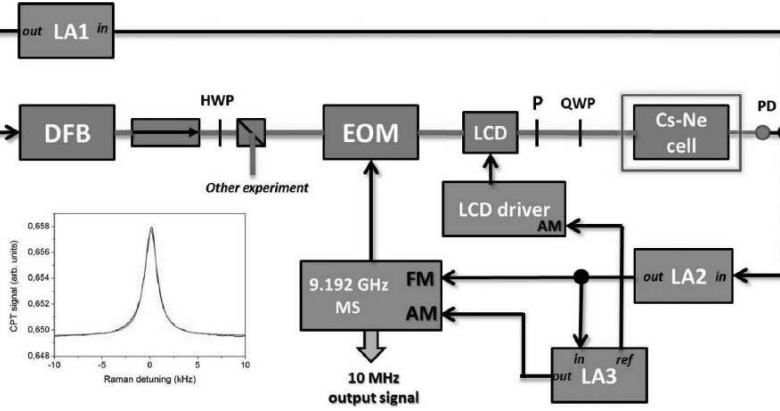 out LA1 in
HWP
P
QWP
PD
DFB
EOM
LCD
Cs-Ne
cell
Other experiment
LCD driver
AM
9.192 GHz
MS
FM
AM
out LA2 in
in
ref
out LA3
10 MHz
output signal
CPT signal (arb. units)
0,658
0,656
0,654
0,652
0,650
0,648
-10
-5
0
5
10
Raman detuning (kHz)